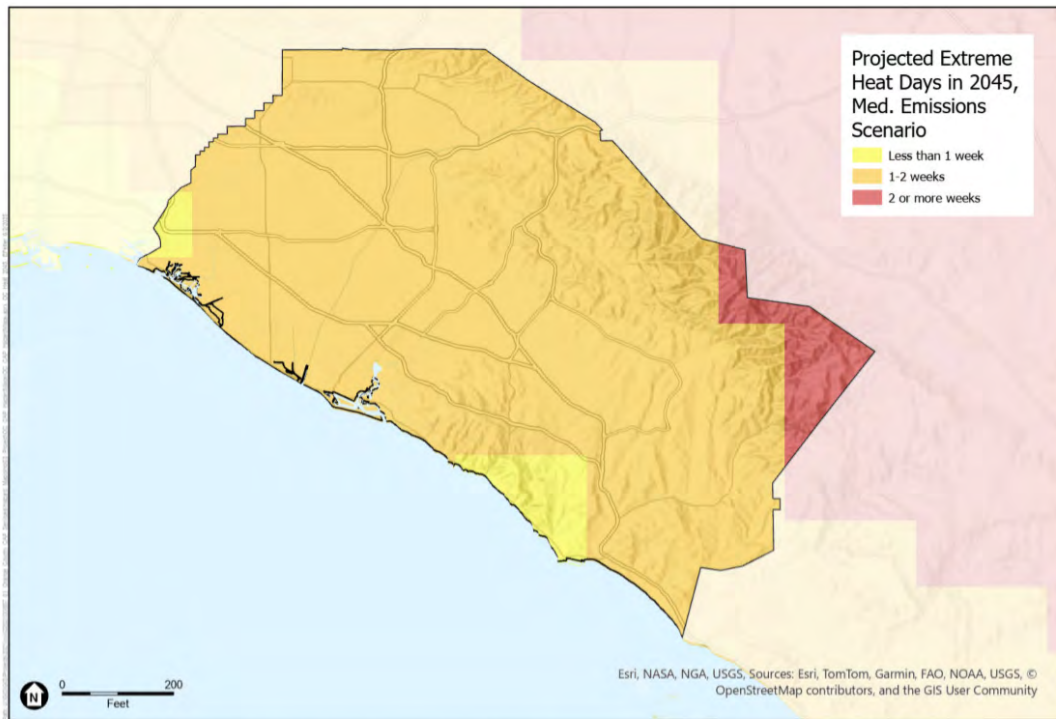 Projected Extreme
Heat Days in 2045,
Med. Emissions
Scenario
Less than 1 week
1-2 weeks
2 or more weeks
N
0 200
Feet
Esri, NASA, NGA, USGS, Sources: Esri, TomTom, Garmin, FAO, NOAA, USGS, ©
OpenStreetMap contributors, and the GIS User Community